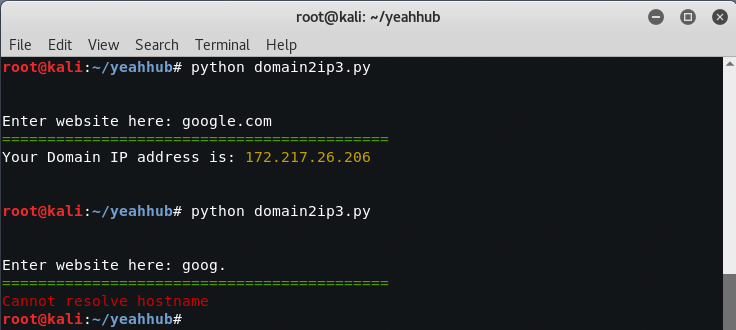 root@kali: ~/yeahhub
File Edit View Search Terminal Help
root@kali:~/yeahhub# python domain2ip3.py
Enter website here: google.com
===========================================
Your Domain IP address is: 172.217.26.206
root@kali:~/yeahhub# python domain2ip3.py
Enter website here: goog.
===========================================
Cannot resolve hostname
root@kali:~/yeahhub#